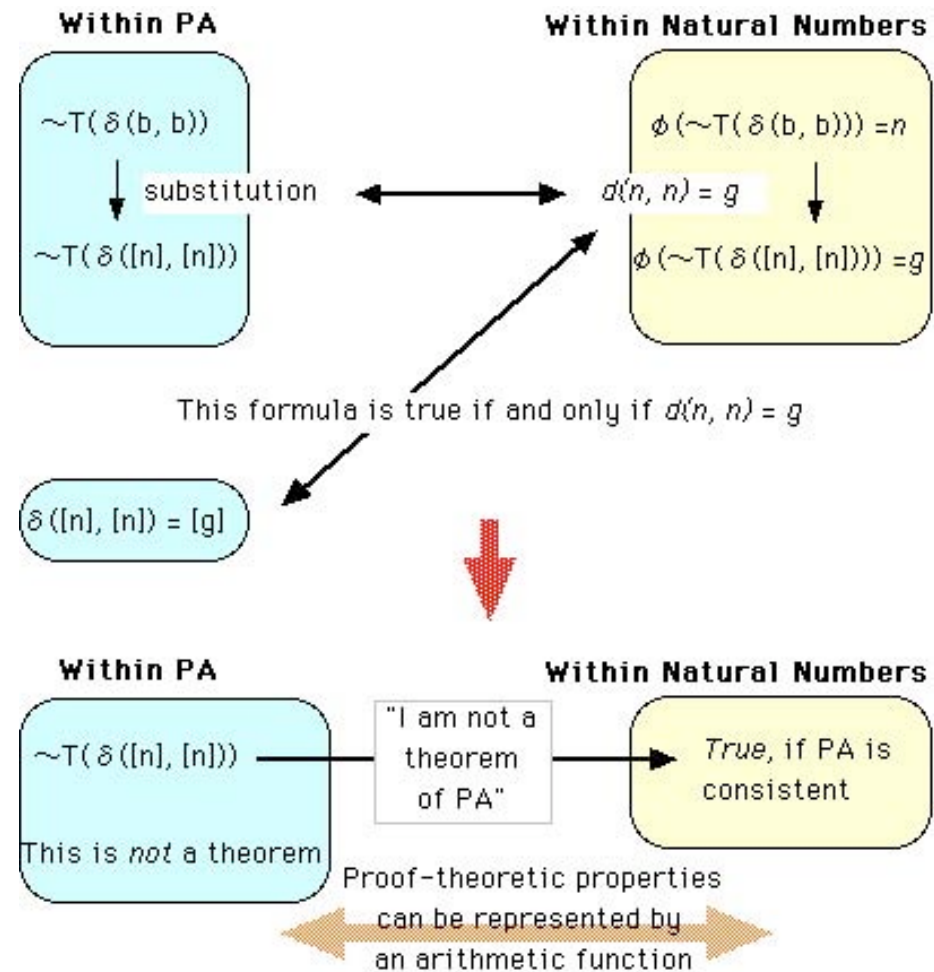 Within PA
Within Natural Numbers
~T(δ(b, b))
ϕ(~T(δ(b, b)))=n
substitution
d(n, n) = g
~T(δ([n], [n]))
ϕ(~T(δ([n], [n])))=g
This formula is true if and only if d(n, n) = g
δ([n], [n]) = [g]
Within PA
Within Natural Numbers
~T(δ([n], [n]))
This is not a theorem
"I am not a
theorem
of PA"
True, if PA is
consistent
Proof-theoretic properties
can be represented by
an arithmetic function